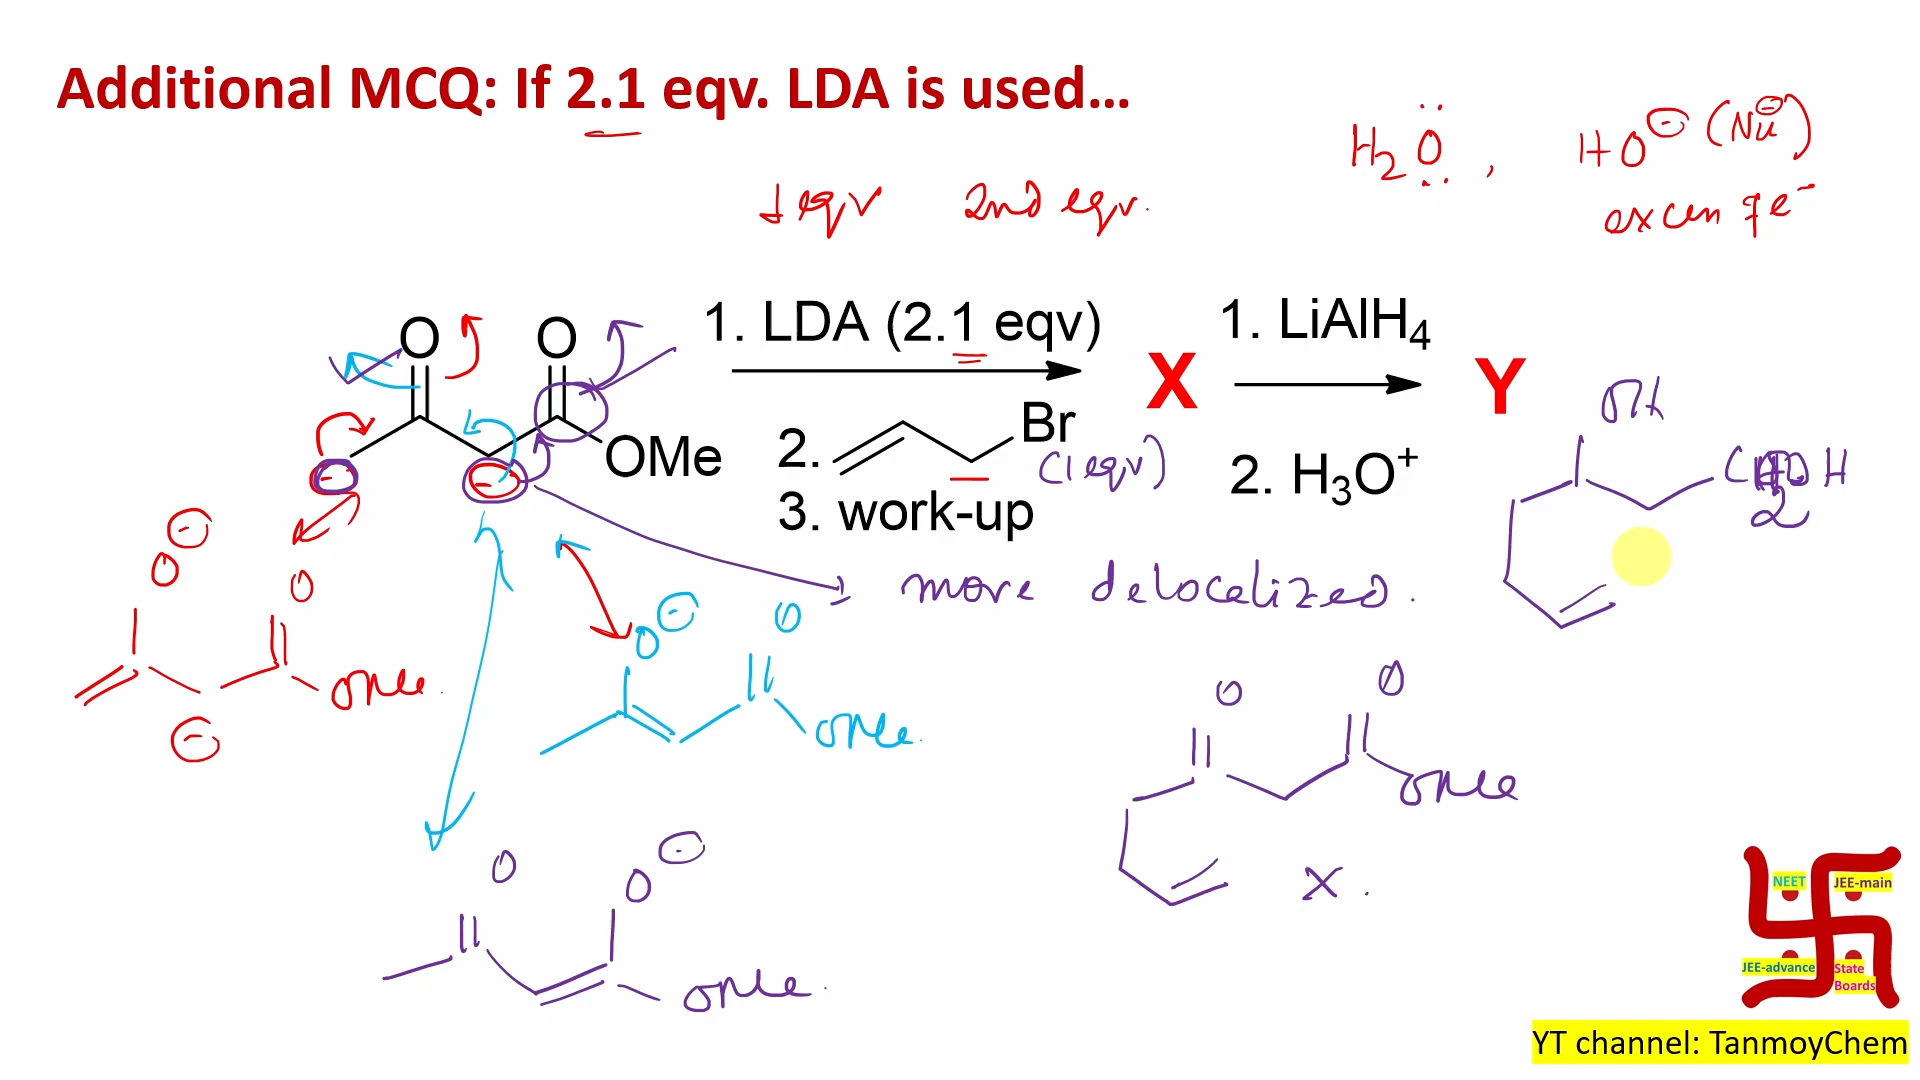 Additional MCQ: If 2.1 eqv. LDA is used...
H2O , HO⊖ (Nu⊖)
1 eqv 2nd eqv.
O O
OMe
1. LDA (2.1 eqv)
2. Br
(1 eqv)
3. work-up
X
1. LiAlH4
2. H3O+
Y
OH
O⊖ O
OMe.
⊖
more delocalized.
O⊖ O
OMe.
O O
OMe
X.
O O⊖
OMe.
NEET
JEE-main
JEE-advance
State
Boards
YT channel: TanmoyChem